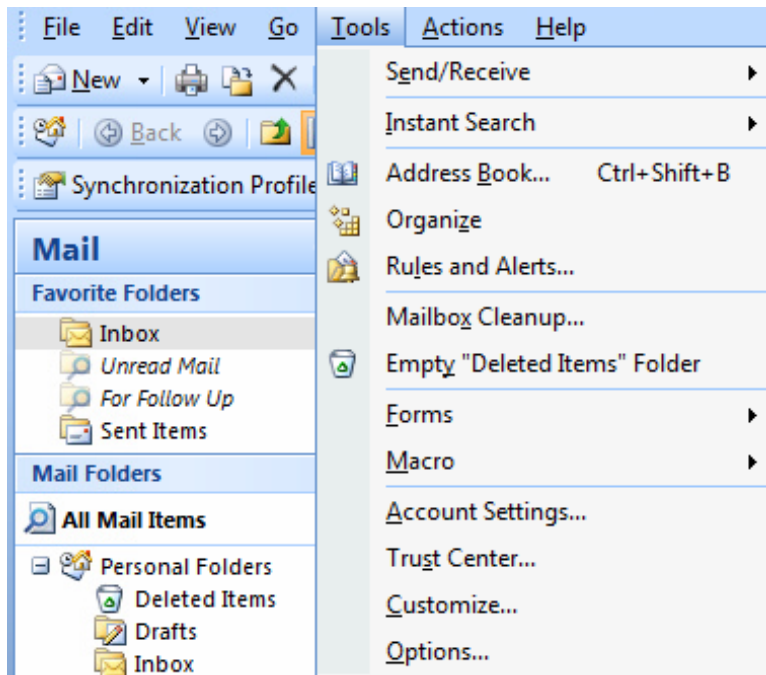 File Edit View Go Tools Actions Help
New
Back
Synchronization Profile
Mail
Favorite Folders
Inbox
Unread Mail
For Follow Up
Sent Items
Mail Folders
All Mail Items
Personal Folders
Deleted Items
Drafts
Inbox
Send/Receive
Instant Search
Address Book... Ctrl+Shift+B
Organize
Rules and Alerts...
Mailbox Cleanup...
Empty "Deleted Items" Folder
Forms
Macro
Account Settings...
Trust Center...
Customize...
Options...